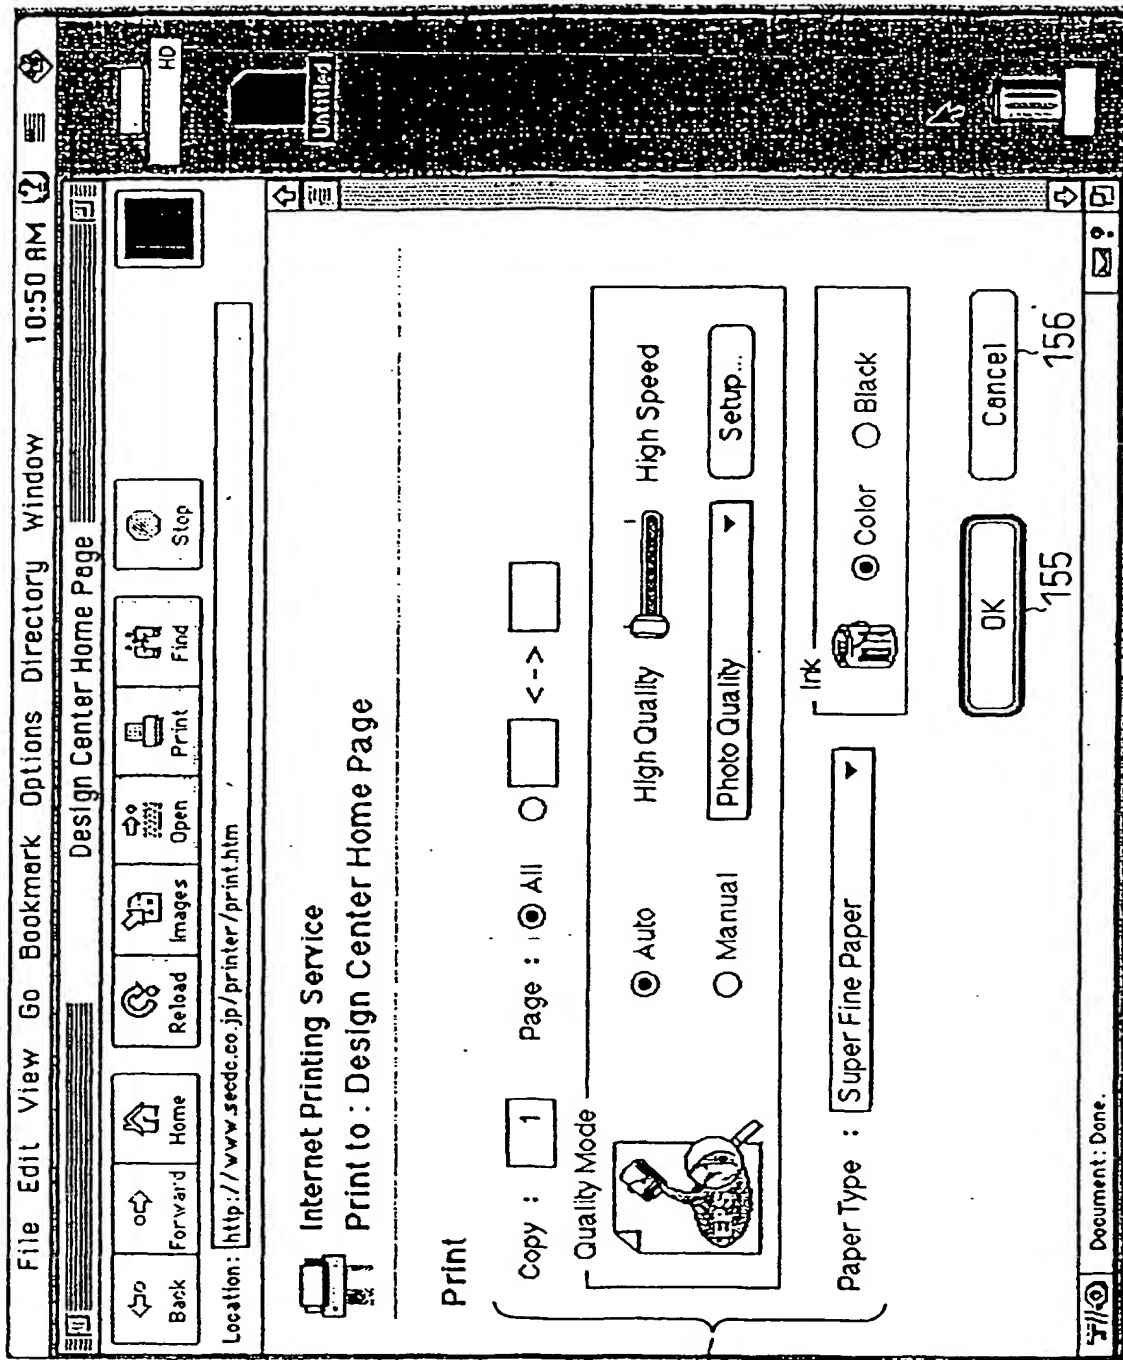 File Edit View Go Bookmark Options Directory Window 10:50 AM
Design Center Home Page
HD
Back Forward Home Reload Images Open Print Find Stop
Untitled
Location: http://www.secdc.co.jp/printer/print.htm
Internet Printing Service
Print to : Design Center Home Page
Print
Copy : 1 Page : All <->
Quality Mode
Auto High Quality High Speed
Manual Photo Quality Setup...
Ink
Paper Type : Super Fine Paper Color Black
OK Cancel
155 156
Document: Done.